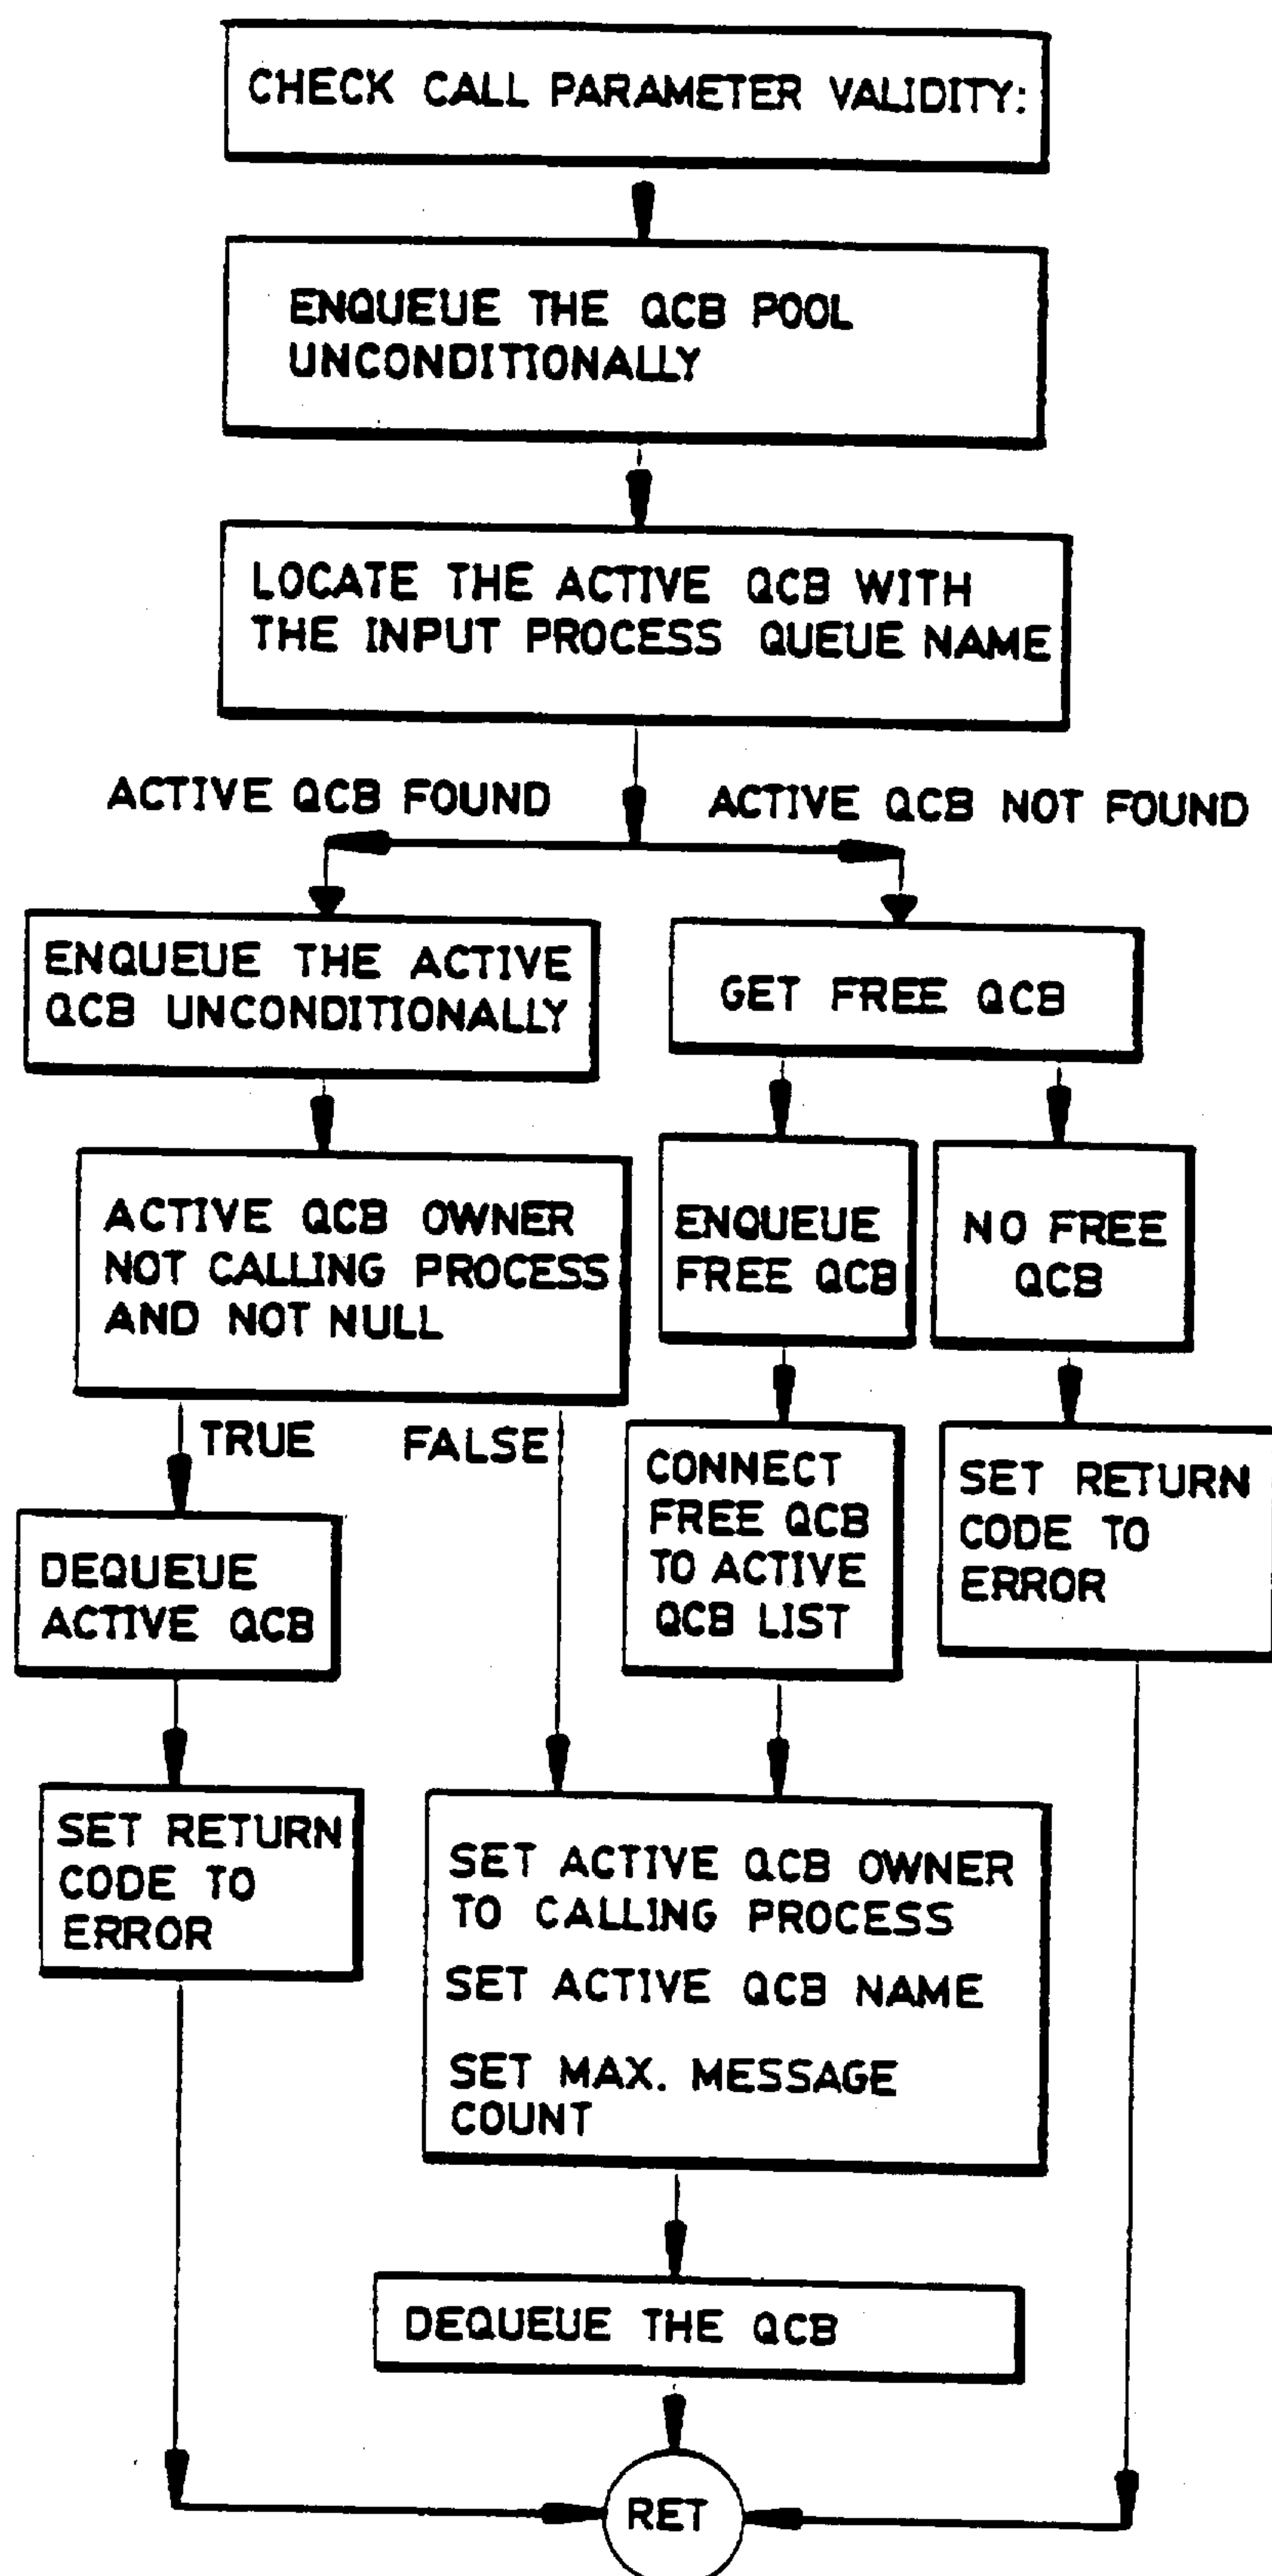 CHECK CALL PARAMETER VALIDITY:
ENQUEUE THE QCB POOL
UNCONDITIONALLY
LOCATE THE ACTIVE QCB WITH
THE INPUT PROCESS QUEUE NAME
ACTIVE QCB FOUND
ACTIVE QCB NOT FOUND
ENQUEUE THE ACTIVE
QCB UNCONDITIONALLY
GET FREE QCB
ACTIVE QCB OWNER
NOT CALLING PROCESS
AND NOT NULL
ENQUEUE
FREE QCB
NO FREE
QCB
TRUE
FALSE
DEQUEUE
ACTIVE QCB
CONNECT
FREE QCB
TO ACTIVE
QCB LIST
SET RETURN
CODE TO
ERROR
SET RETURN
CODE TO
ERROR
SET ACTIVE QCB OWNER
TO CALLING PROCESS
SET ACTIVE QCB NAME
SET MAX. MESSAGE
COUNT
DEQUEUE THE QCB
RET